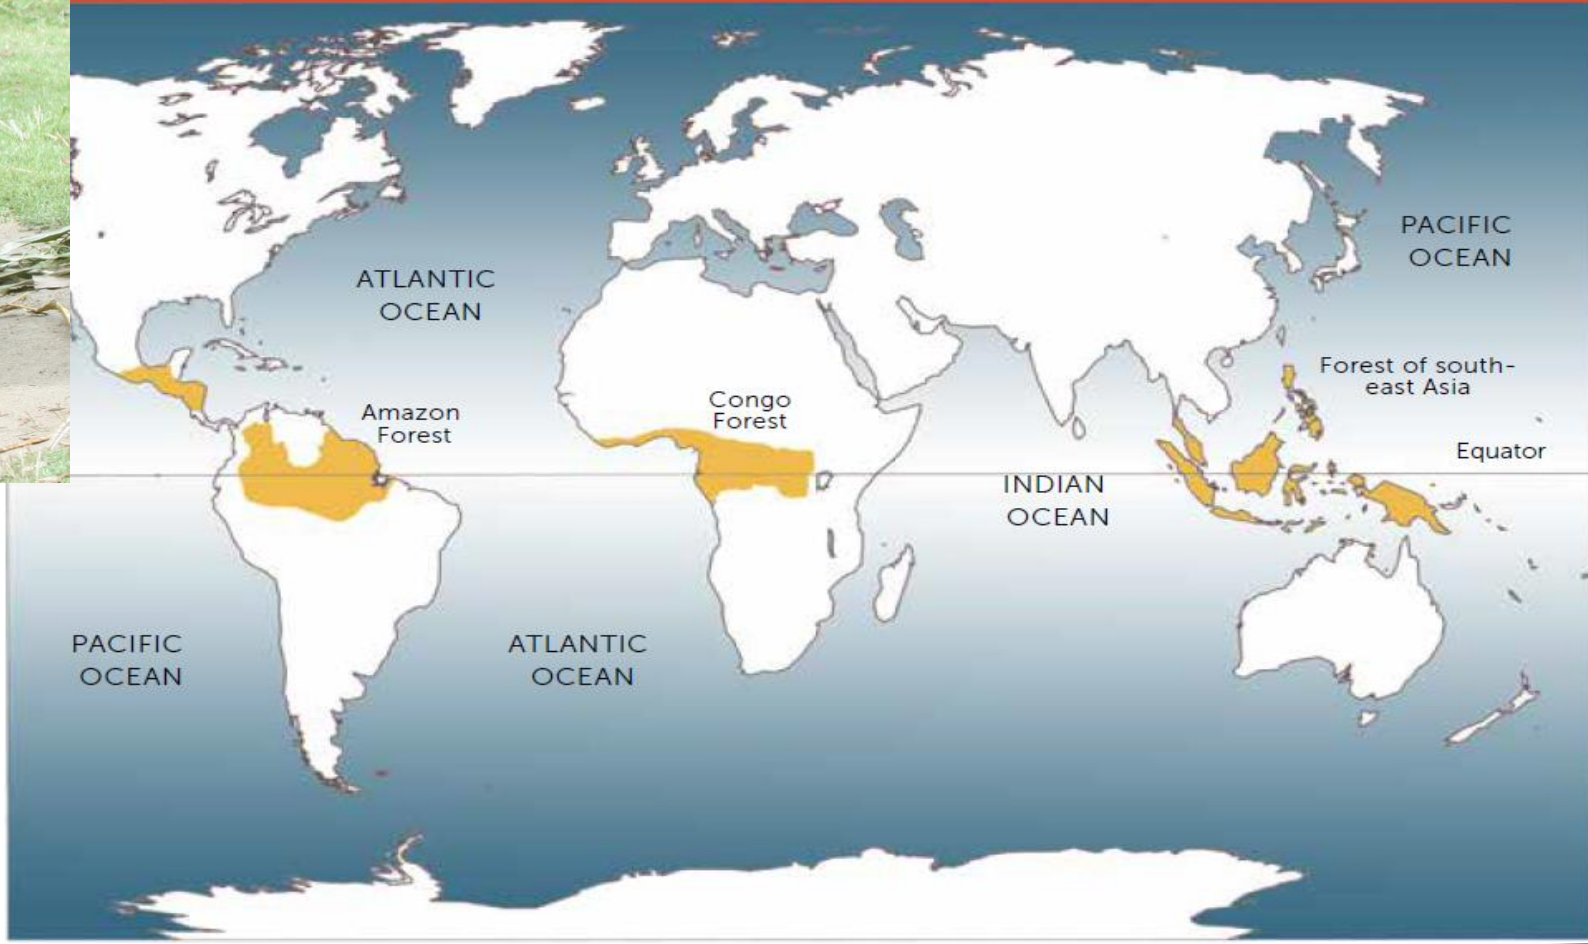 PACIFIC
OCEAN
ATLANTIC
OCEAN
Forest of south-
east Asia
Congo
Forest
Amazon
Forest
Equator
INDIAN
OCEAN
PACIFIC
OCEAN
ATLANTIC
OCEAN